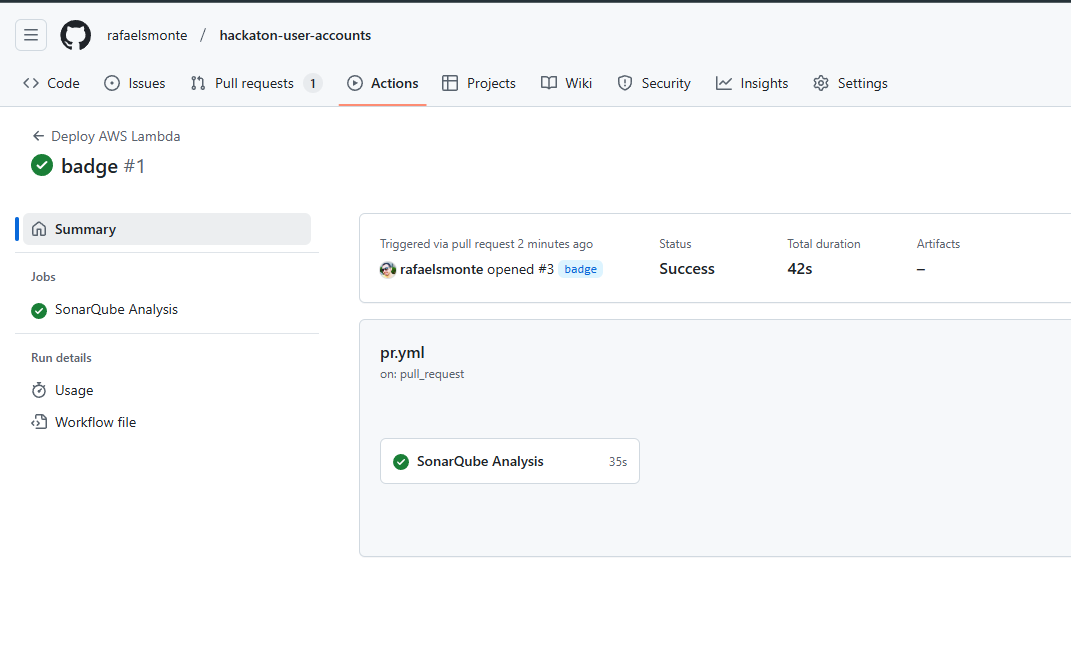 rafaelsmonte / hackaton-user-accounts
Code Issues Pull requests 1 Actions Projects Wiki Security Insights Settings
Deploy AWS Lambda
badge #1
Summary
Jobs
SonarQube Analysis
Run details
Usage
Workflow file
Triggered via pull request 2 minutes ago
rafaelsmonte opened #3 badge
Status
Success
Total duration
42s
Artifacts
–
pr.yml
on: pull_request
SonarQube Analysis 35s